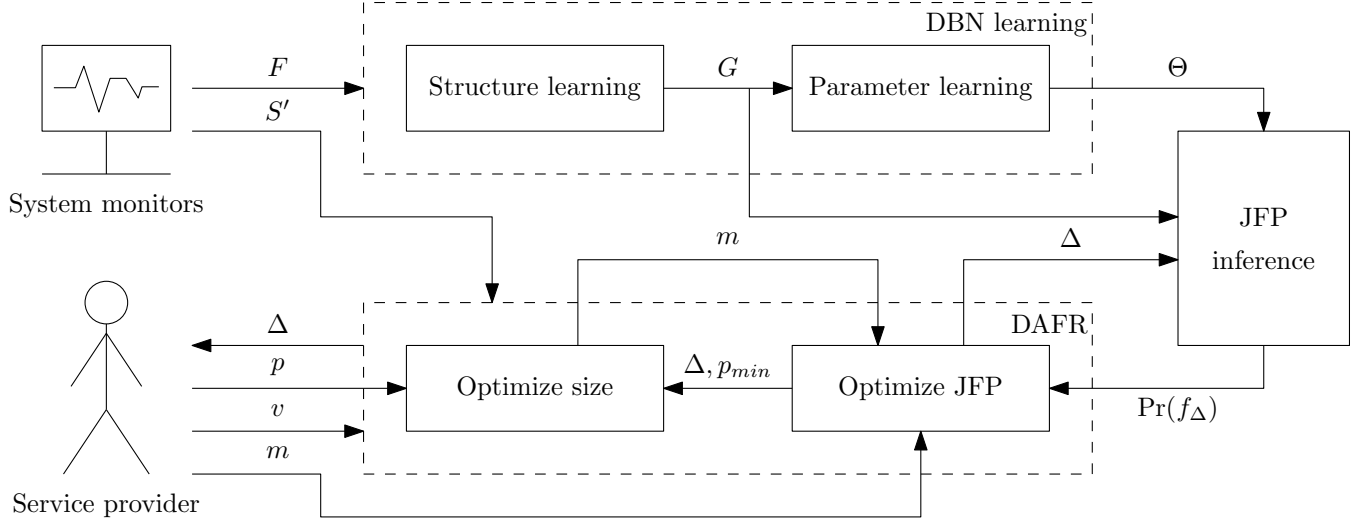 DBN learning
F
Structure learning
G
Parameter learning
Θ
S′
System monitors
JFP
inference
m
Δ
DAFR
Δ
p
Optimize size
Δ, p_min
Optimize JFP
Pr(f_Δ)
v
m
Service provider